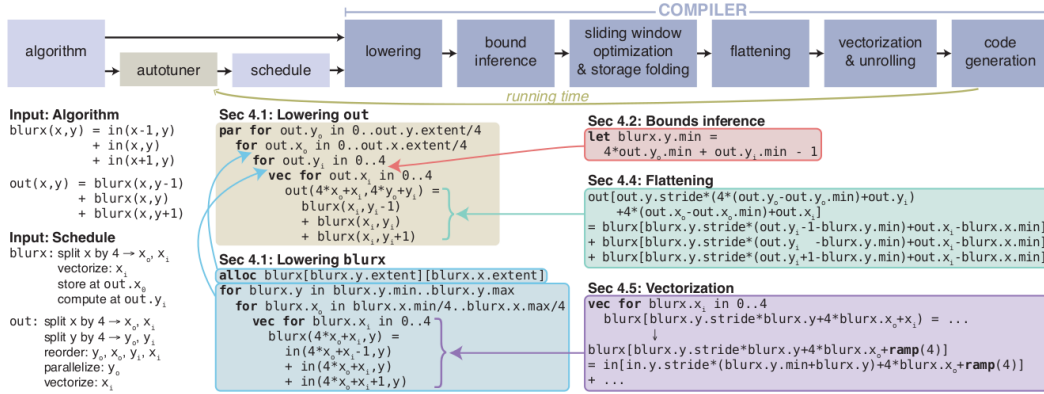 COMPILER
algorithm
autotuner
schedule
lowering
bound
inference
sliding window
optimization
& storage folding
flattening
vectorization
& unrolling
code
generation
running time
Input: Algorithm
blurx(x,y) = in(x-1,y)
+ in(x,y)
+ in(x+1,y)
out(x,y) = blurx(x,y-1)
+ blurx(x,y)
+ blurx(x,y+1)
Input: Schedule
blurx: split x by 4 → xₒ, xᵢ
vectorize: xᵢ
store at out.x₀
compute at out.yᵢ
out: split x by 4 → xₒ, xᵢ
split y by 4 → yₒ, yᵢ
reorder: yₒ, xₒ, yᵢ, xᵢ
parallelize: yₒ
vectorize: xᵢ
Sec 4.1: Lowering out
par for out.yₒ in 0..out.y.extent/4
for out.xₒ in 0..out.x.extent/4
for out.yᵢ in 0..4
vec for out.xᵢ in 0..4
out(4*xₒ+xᵢ,4*yₒ+yᵢ) =
blurx(xᵢ,yᵢ-1)
+ blurx(xᵢ,yᵢ)
+ blurx(xᵢ,yᵢ+1)
Sec 4.1: Lowering blurx
alloc blurx[blurx.y.extent][blurx.x.extent]
for blurx.y in blurx.y.min..blurx.y.max
for blurx.xₒ in blurx.x.min/4..blurx.x.max/4
vec for blurx.xᵢ in 0..4
blurx(4*xₒ+xᵢ,y) =
in(4*xₒ+xᵢ-1,y)
+ in(4*xₒ+xᵢ,y)
+ in(4*xₒ+xᵢ+1,y)
Sec 4.2: Bounds inference
let blurx.y.min =
4*out.yₒ.min + out.yᵢ.min - 1
Sec 4.4: Flattening
out[out.y.stride*(4*(out.yₒ-out.yₒ.min)+out.yᵢ)
+4*(out.xₒ-out.xₒ.min)+out.xᵢ]
= blurx[blurx.y.stride*(out.yᵢ-1-blurx.y.min)+out.xᵢ-blurx.x.min]
+ blurx[blurx.y.stride*(out.yᵢ -blurx.y.min)+out.xᵢ-blurx.x.min]
+ blurx[blurx.y.stride*(out.yᵢ+1-blurx.y.min)+out.xᵢ-blurx.x.min]
Sec 4.5: Vectorization
vec for blurx.xᵢ in 0..4
blurx[blurx.y.stride*blurx.y+4*blurx.xₒ+xᵢ) = ...
↓
blurx[blurx.y.stride*blurx.y+4*blurx.xₒ+ramp(4)]
= in[in.y.stride*(blurx.y.min+blurx.y)+4*blurx.xₒ+ramp(4)]
+ ...